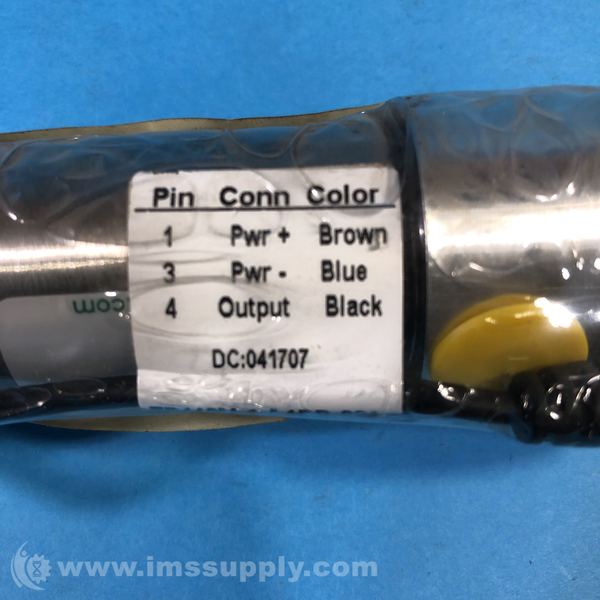 Pin Conn Color
1 Pwr + Brown
3 Pwr - Blue
4 Output Black
DC:041707
.com
www.imssupply.com